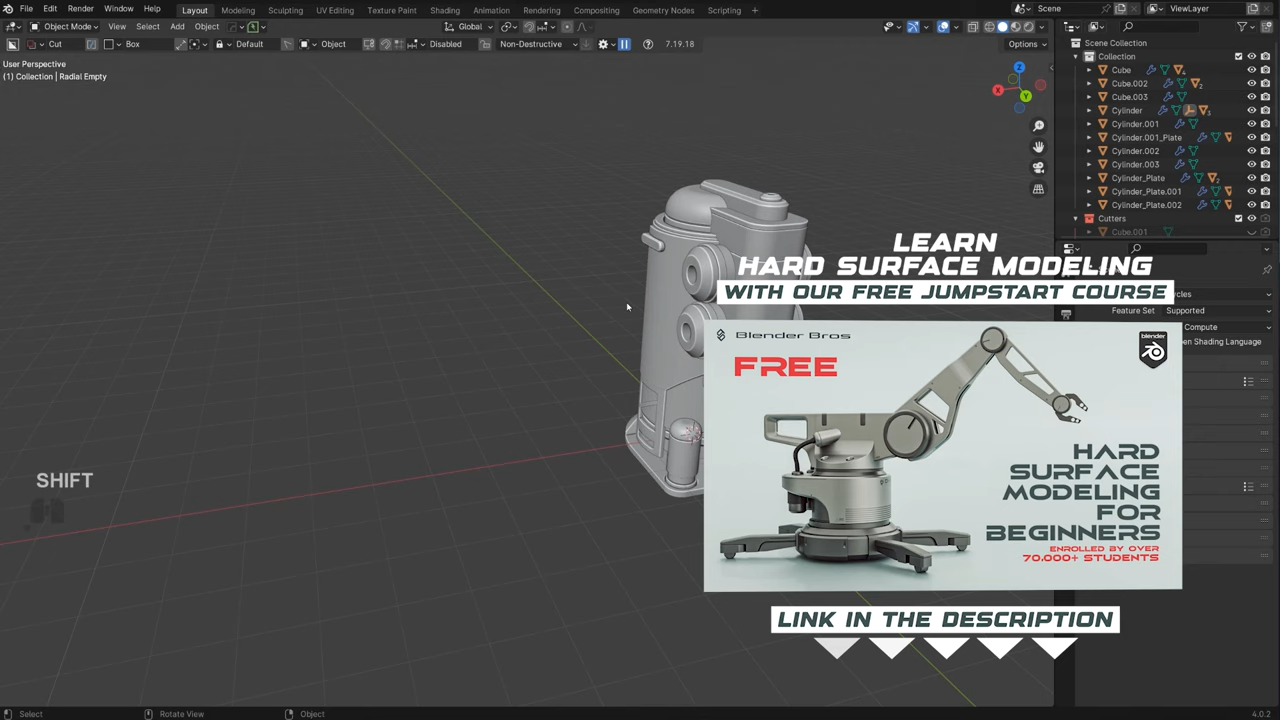 File Edit Render Window Help Layout Modeling Sculpting UV Editing Texture Paint Shading Animation Rendering Compositing Geometry Nodes Scripting + Scene ViewLayer
Object Mode View Select Add Object Global
Cut Box Default Object Disabled Non-Destructive 7.19.18 Options
User Perspective
(1) Collection | Radial Empty
Scene Collection
Collection
Cube
Cube.002
Cube.003
Cylinder
Cylinder.001
Cylinder.001_Plate
Cylinder.002
Cylinder.003
Cylinder_Plate
Cylinder_Plate.001
Cylinder_Plate.002
Cutters
Cube.001
X
Y
Z
LEARN
HARD SURFACE MODELING
WITH OUR FREE JUMPSTART COURSE
Feature Set Supported
Compute
Shading Language
Blender Bros
blender
FREE
HARD
SURFACE
MODELING
FOR
BEGINNERS
ENROLLED BY OVER
70.000+ STUDENTS
LINK IN THE DESCRIPTION
SHIFT
Select Rotate View Object 4.0.2